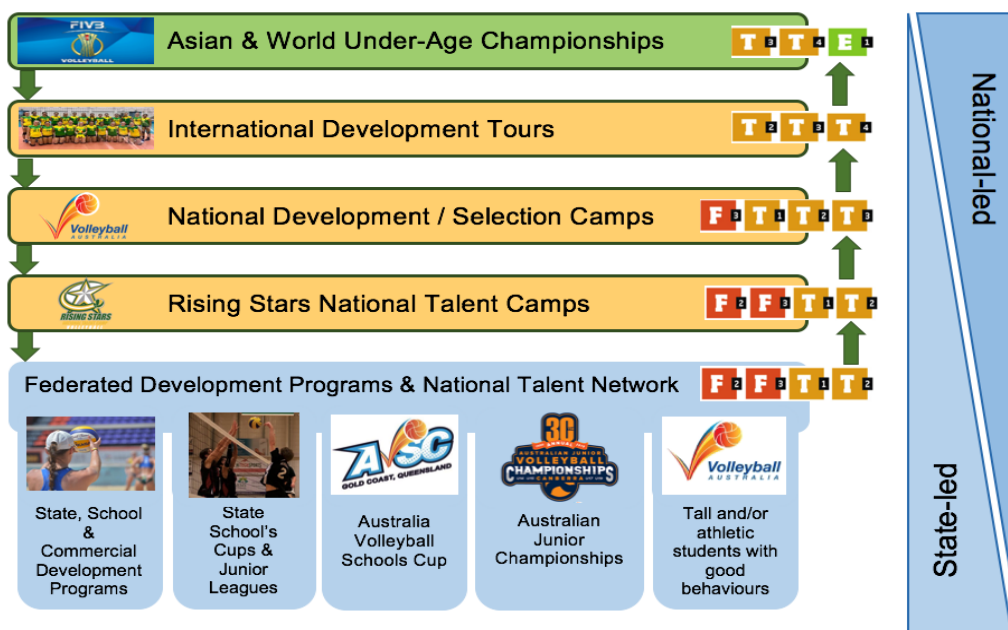 FIVB
VOLLEYBALL
Asian & World Under-Age Championships
T 3 T 4 E 1
International Development Tours
T 2 T 3 T 4
Volleyball
AUSTRALIA
National Development / Selection Camps
F 3 T 1 T 2 T 3
RISING STARS
VOLLEYBALL
Rising Stars National Talent Camps
F 2 F 3 T 1 T 2
Federated Development Programs & National Talent Network
F 2 F 3 T 1 T 2
State, School
&
Commercial
Development
Programs
State
School's
Cups &
Junior
Leagues
AVSC
GOLD COAST, QUEENSLAND
Australia
Volleyball
Schools Cup
30
ANNUAL
AUSTRALIAN JUNIOR
VOLLEYBALL
CHAMPIONSHIPS
CANBERRA
Australian
Junior
Championships
Volleyball
AUSTRALIA
Tall and/or
athletic
students with
good
behaviours
National-led
State-led